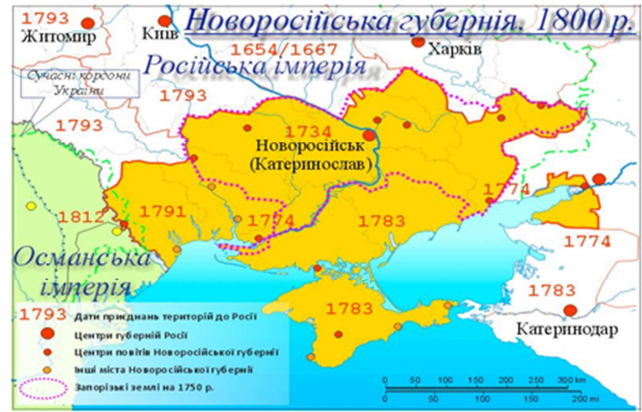 Новоросійська губернія. 1800 р.
1793
Житомир
Київ
1654/1667
Харків
Російська імперія
Сучасні кордони
України
1793
1793
1734
Новоросійськ
(Катеринослав)
1774
1812
1791
1774
1783
1774
Османська
імперія
1783
1783
Катеринодар
1793 Дати приєднань територій до Росії
Центри губерній Росії
Центри повітів Новоросійської губернії
Інші міста Новоросійської губернії
Запорізькі землі на 1750 р.
0 50 100 150 200 250 300 km
0 100 200 mi